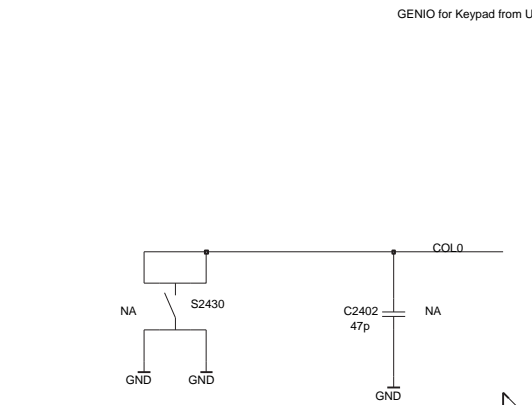 GENIO for Keypad from U
COL0
NA
S2430
C2402
NA
47p
GND
GND
GND